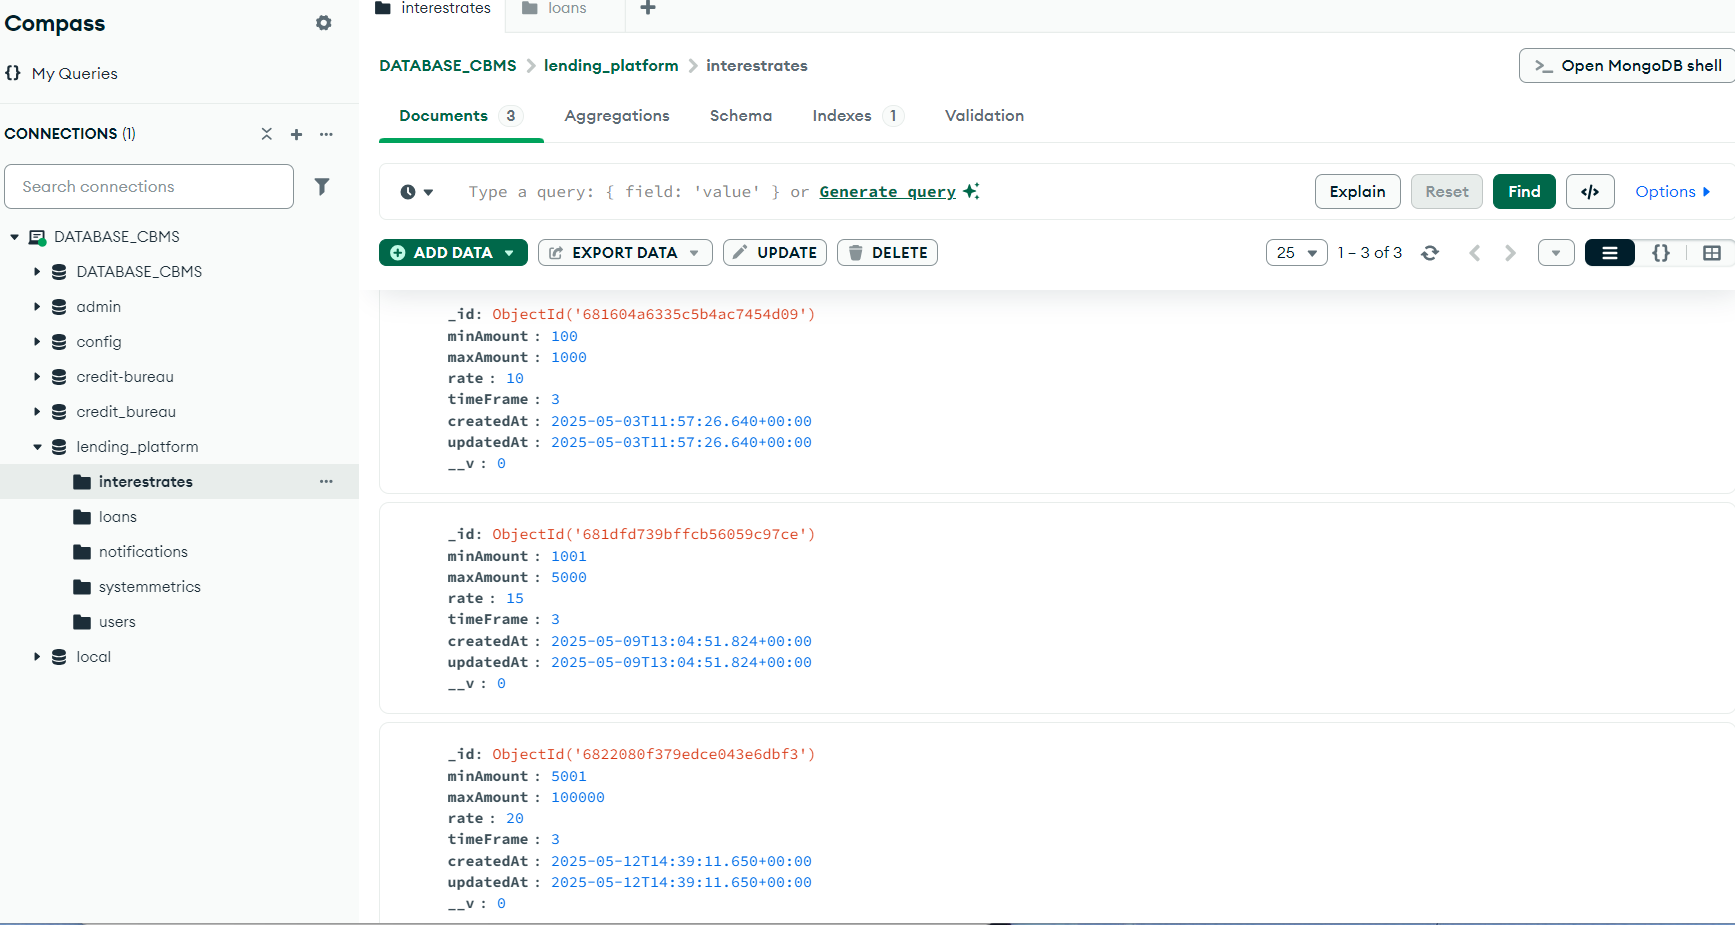 Compass
My Queries
CONNECTIONS (1)
Search connections
DATABASE_CBMS
DATABASE_CBMS
admin
config
credit-bureau
credit_bureau
lending_platform
interestrates
loans
notifications
systemmetrics
users
local
interestrates
loans
DATABASE_CBMS > lending_platform > interestrates
>_ Open MongoDB shell
Documents 3 Aggregations Schema Indexes 1 Validation
Type a query: { field: 'value' } or Generate query
Explain Reset Find </> Options
ADD DATA EXPORT DATA UPDATE DELETE 25 1 – 3 of 3 {}
_id: ObjectId('681604a6335c5b4ac7454d09')
minAmount : 100
maxAmount : 1000
rate : 10
timeFrame : 3
createdAt : 2025-05-03T11:57:26.640+00:00
updatedAt : 2025-05-03T11:57:26.640+00:00
__v : 0
_id: ObjectId('681dfd739bffcb56059c97ce')
minAmount : 1001
maxAmount : 5000
rate : 15
timeFrame : 3
createdAt : 2025-05-09T13:04:51.824+00:00
updatedAt : 2025-05-09T13:04:51.824+00:00
__v : 0
_id: ObjectId('6822080f379edce043e6dbf3')
minAmount : 5001
maxAmount : 100000
rate : 20
timeFrame : 3
createdAt : 2025-05-12T14:39:11.650+00:00
updatedAt : 2025-05-12T14:39:11.650+00:00
__v : 0